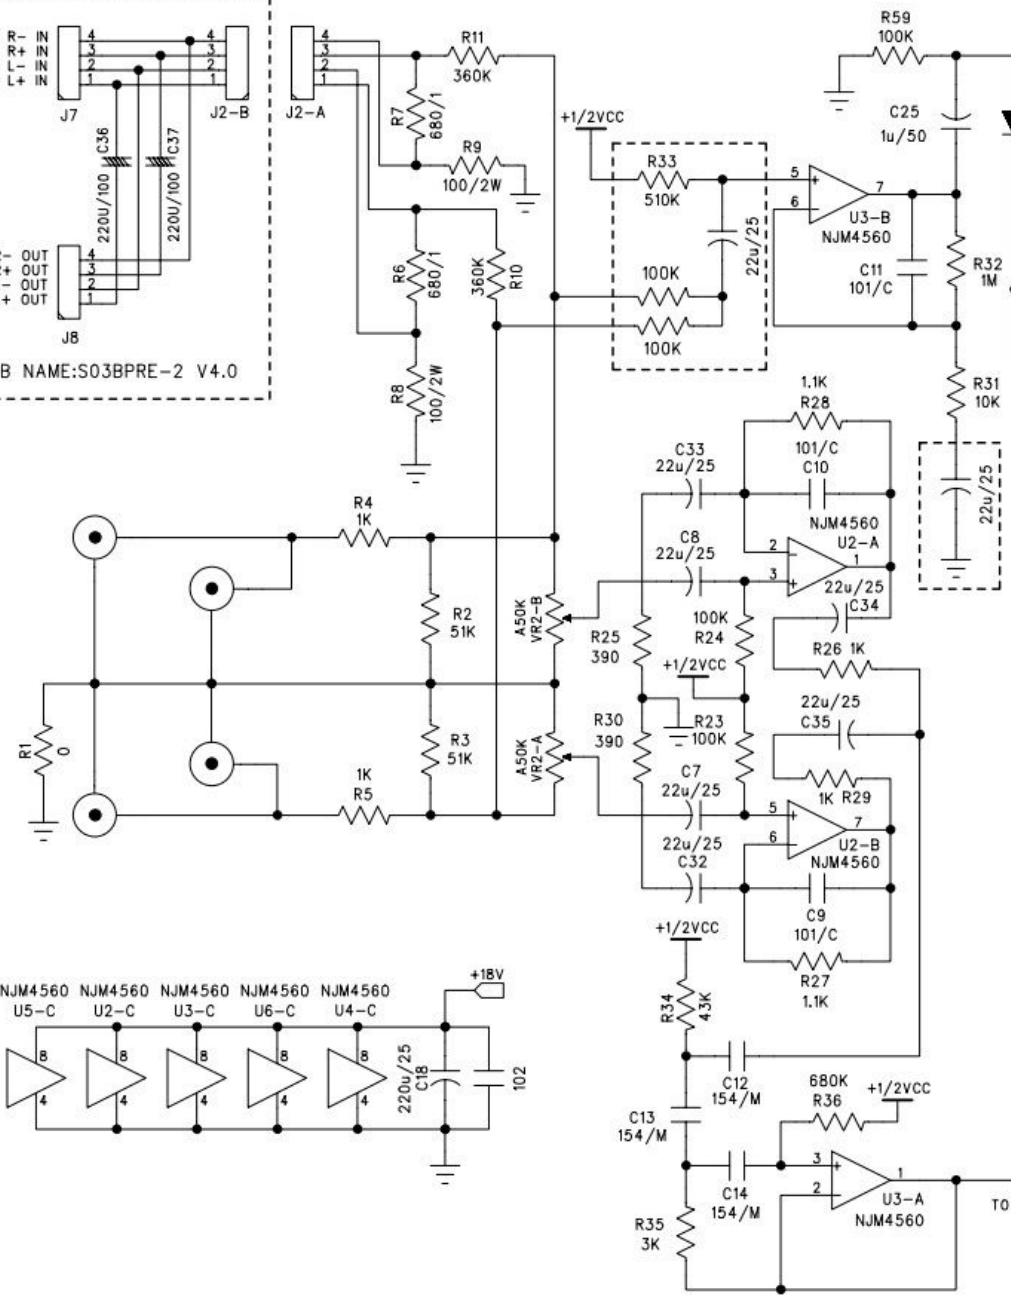 R- IN
R+ IN
L- IN
L+ IN
4
3
2
1
J7
4
3
2
1
J2-B
220U/100 C36
220U/100 C37
2- OUT
2+ OUT
- OUT
+ OUT
4
3
2
1
J8
B NAME:S03BPRE-2 V4.0
4
3
2
1
J2-A
R11
360K
R7
680/1
R9
100/2W
R6
680/1
360K
R10
R8
100/2W
+1/2VCC
R33
510K
22u/25
100K
100K
R59
100K
C25
1u/50
5
6
7
U3-B
NJM4560
C11
101/C
R32
1M
R31
10K
22u/25
1.1K
R28
101/C
C10
C33
22u/25
NJM4560
U2-A
2
3
1
C8
22u/25
22u/25
C34
R4
1K
R2
51K
A50K
VR2-B
R25
390
100K
R24
R26 1K
+1/2VCC
R1
0
R3
51K
A50K
VR2-A
R30
390
R23
100K
22u/25
C35
1K R29
1K
R5
C7
22u/25
22u/25
C32
5
6
7
U2-B
NJM4560
C9
101/C
R27
1.1K
+1/2VCC
R34
43K
NJM4560
U5-C
NJM4560
U2-C
NJM4560
U3-C
NJM4560
U6-C
NJM4560
U4-C
+18V
8
4
8
4
8
4
8
4
8
4
220u/25
C18
102
C12
154/M
C13
154/M
C14
154/M
680K
R36
+1/2VCC
3
2
1
U3-A
NJM4560
R35
3K
TO